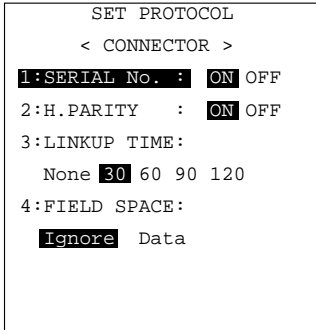 SET PROTOCOL
< CONNECTOR >
1:SERIAL No. : ON OFF
2:H.PARITY : ON OFF
3:LINKUP TIME:
None 30 60 90 120
4:FIELD SPACE:
Ignore Data